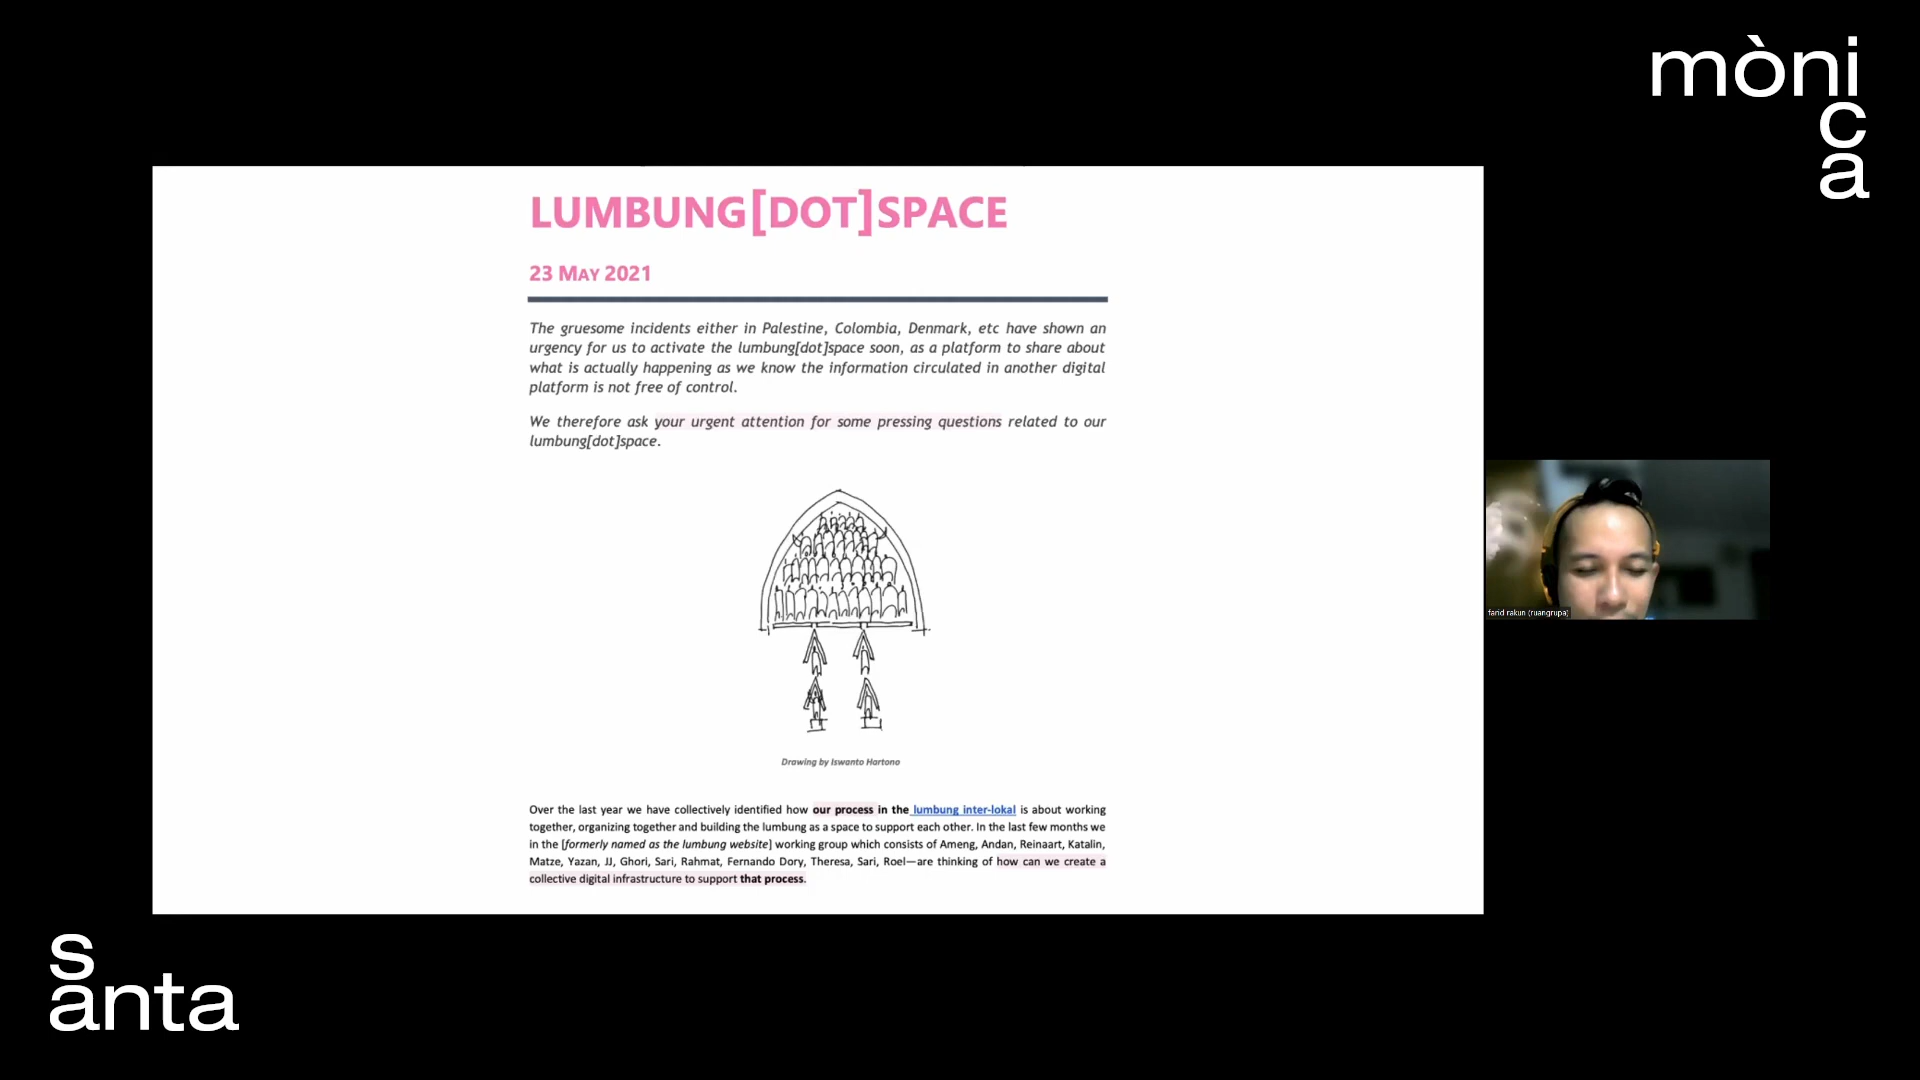 mòni
c
a
LUMBUNG[DOT]SPACE
23 MAY 2021
The gruesome incidents either in Palestine, Colombia, Denmark, etc have shown an
urgency for us to activate the lumbung[dot]space soon, as a platform to share about
what is actually happening as we know the information circulated in another digital
platform is not free of control.
We therefore ask your urgent attention for some pressing questions related to our
lumbung[dot]space.
Drawing by Iswanto Hartono
farid rakun (ruangrupa)
Over the last year we have collectively identified how our process in the lumbung inter-lokal is about working
together, organizing together and building the lumbung as a space to support each other. In the last few months we
in the [formerly named as the lumbung website] working group which consists of Ameng, Andan, Reinaart, Katalin,
Matze, Yazan, JJ, Ghori, Sari, Rahmat, Fernando Dory, Theresa, Sari, Roel—are thinking of how can we create a
collective digital infrastructure to support that process.
s
anta